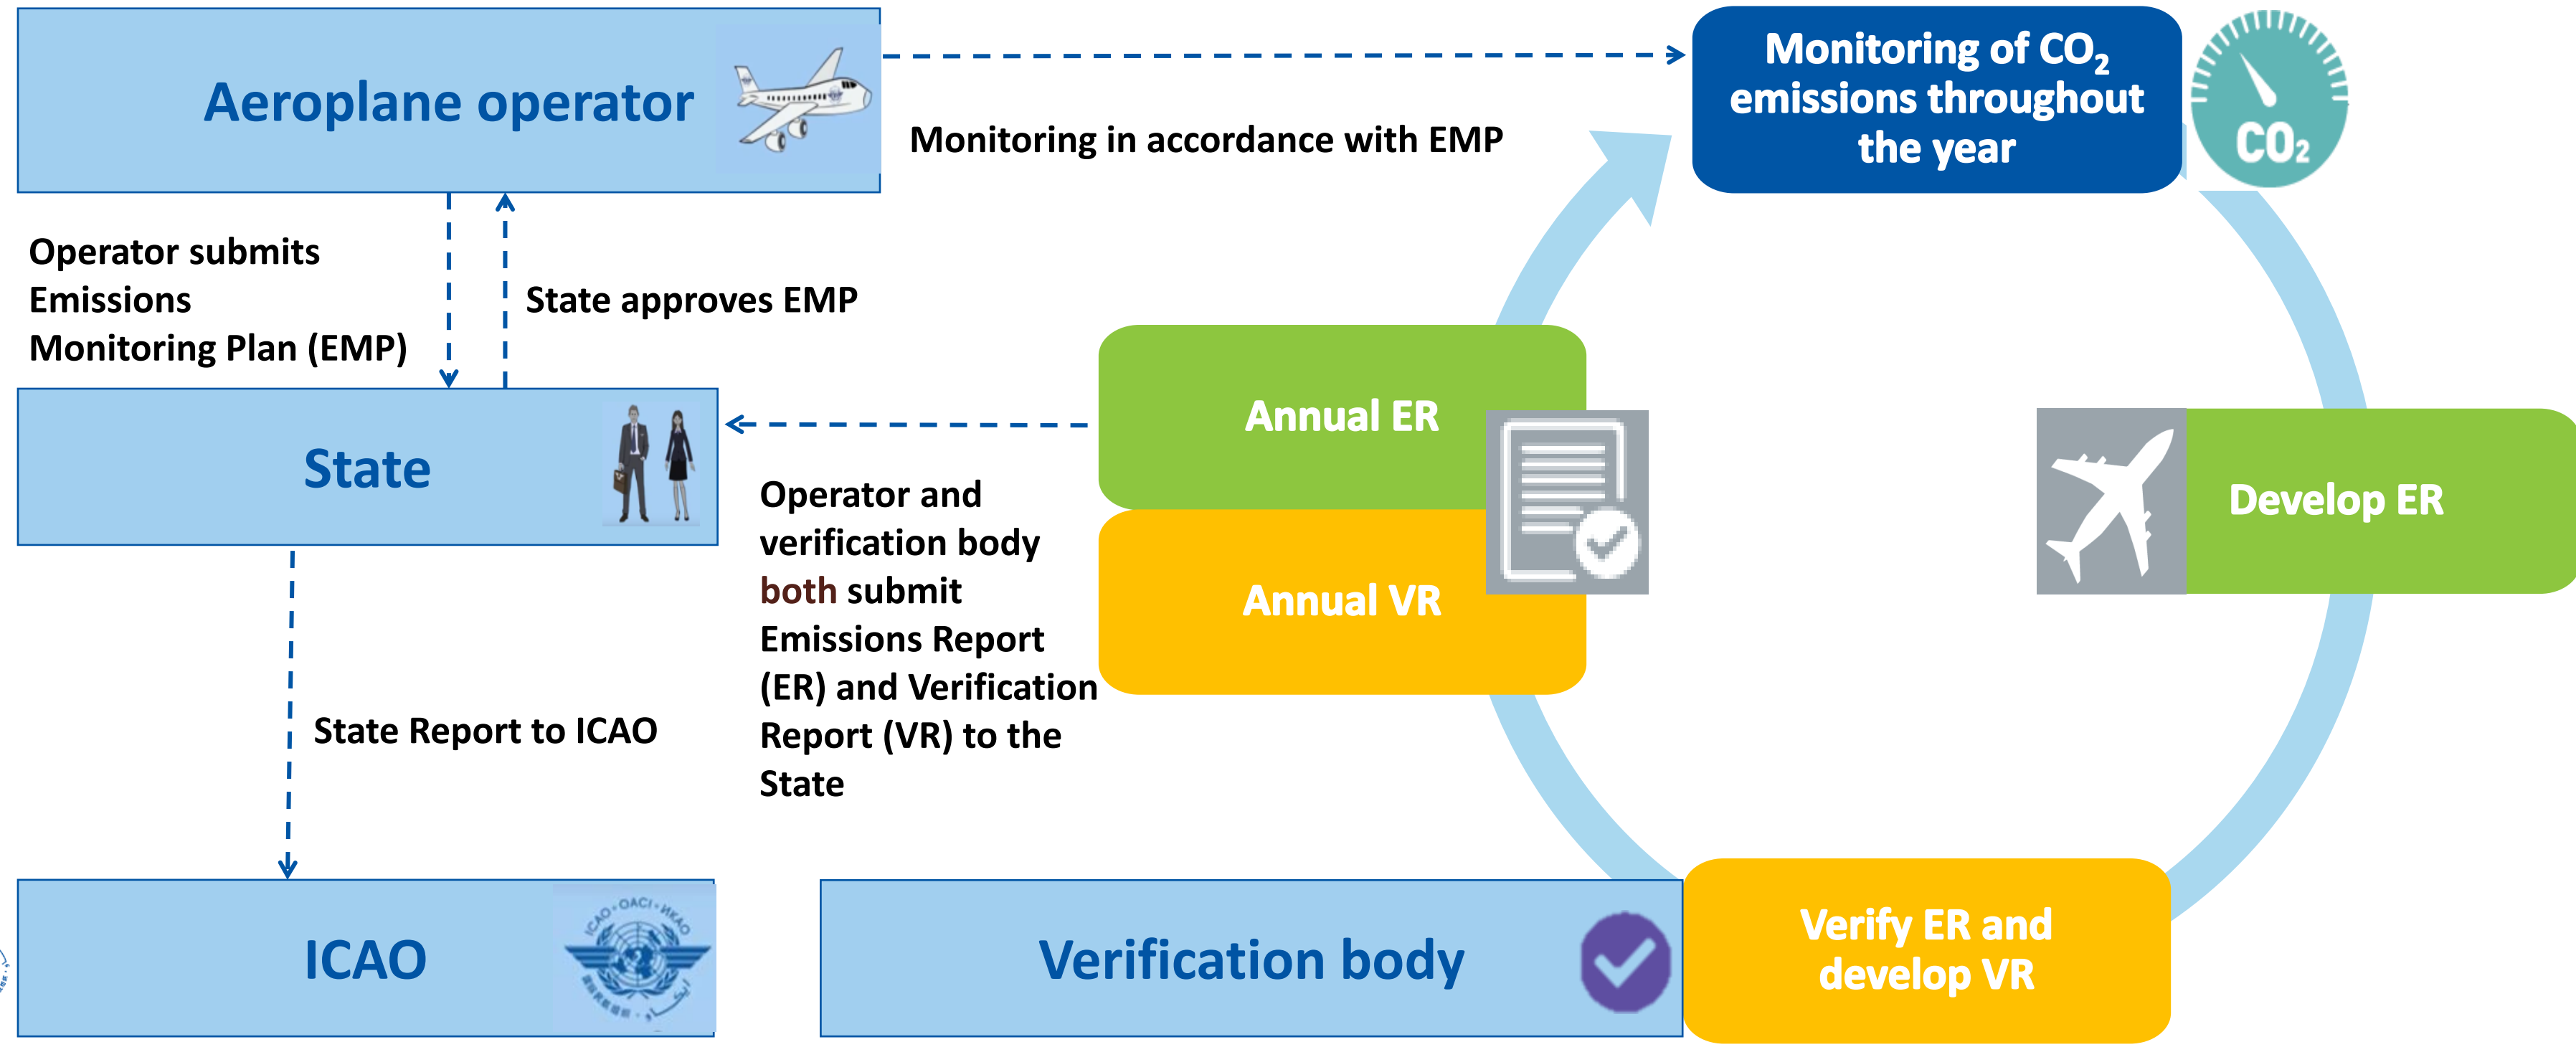 Aeroplane operator
Monitoring of CO₂
emissions throughout
the year
CO₂
Monitoring in accordance with EMP
Operator submits
Emissions
Monitoring Plan (EMP)
State approves EMP
State
Annual ER
Annual VR
Develop ER
Operator and
verification body
both submit
Emissions Report
(ER) and Verification
Report (VR) to the
State
State Report to ICAO
ICAO
ICAO · OACI · ИКАО
Verification body
Verify ER and
develop VR